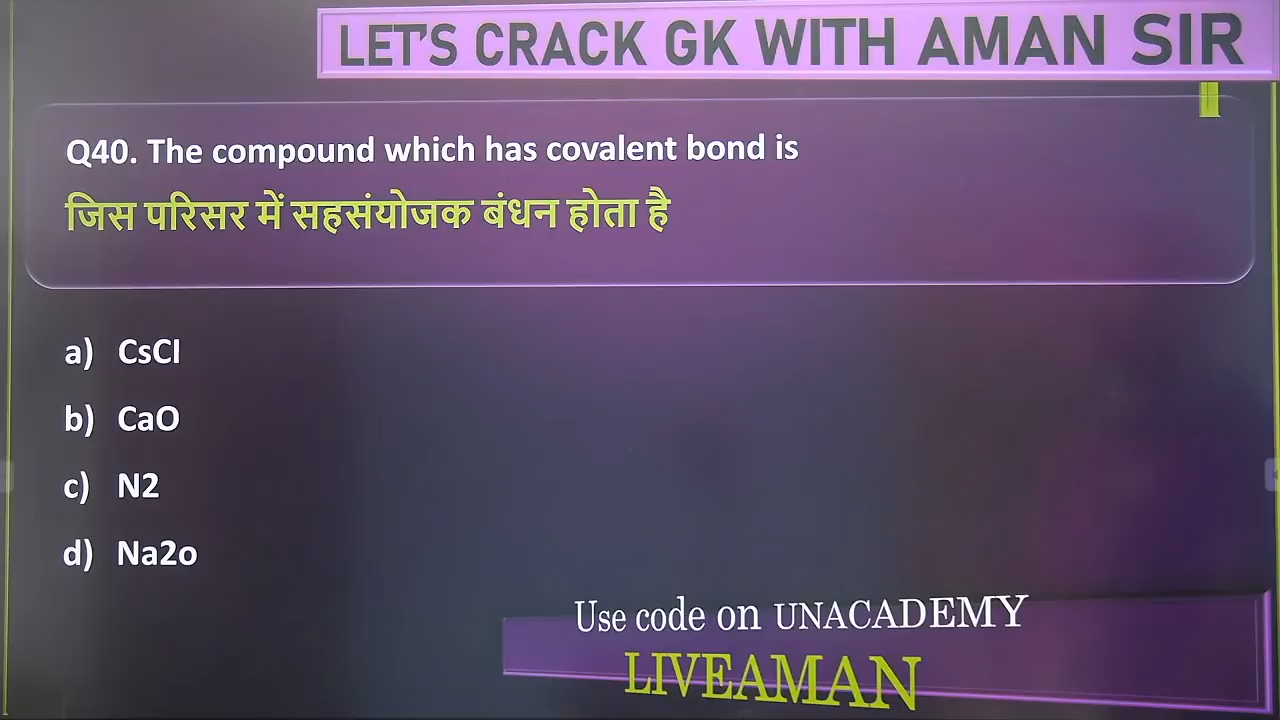 LET'S CRACK GK WITH AMAN SIR
Q40. The compound which has covalent bond is
जिस परिसर में सहसंयोजक बंधन होता है
a) CsCl
b) CaO
c) N2
d) Na2o
Use code on UNACADEMY
LIVEAMAN